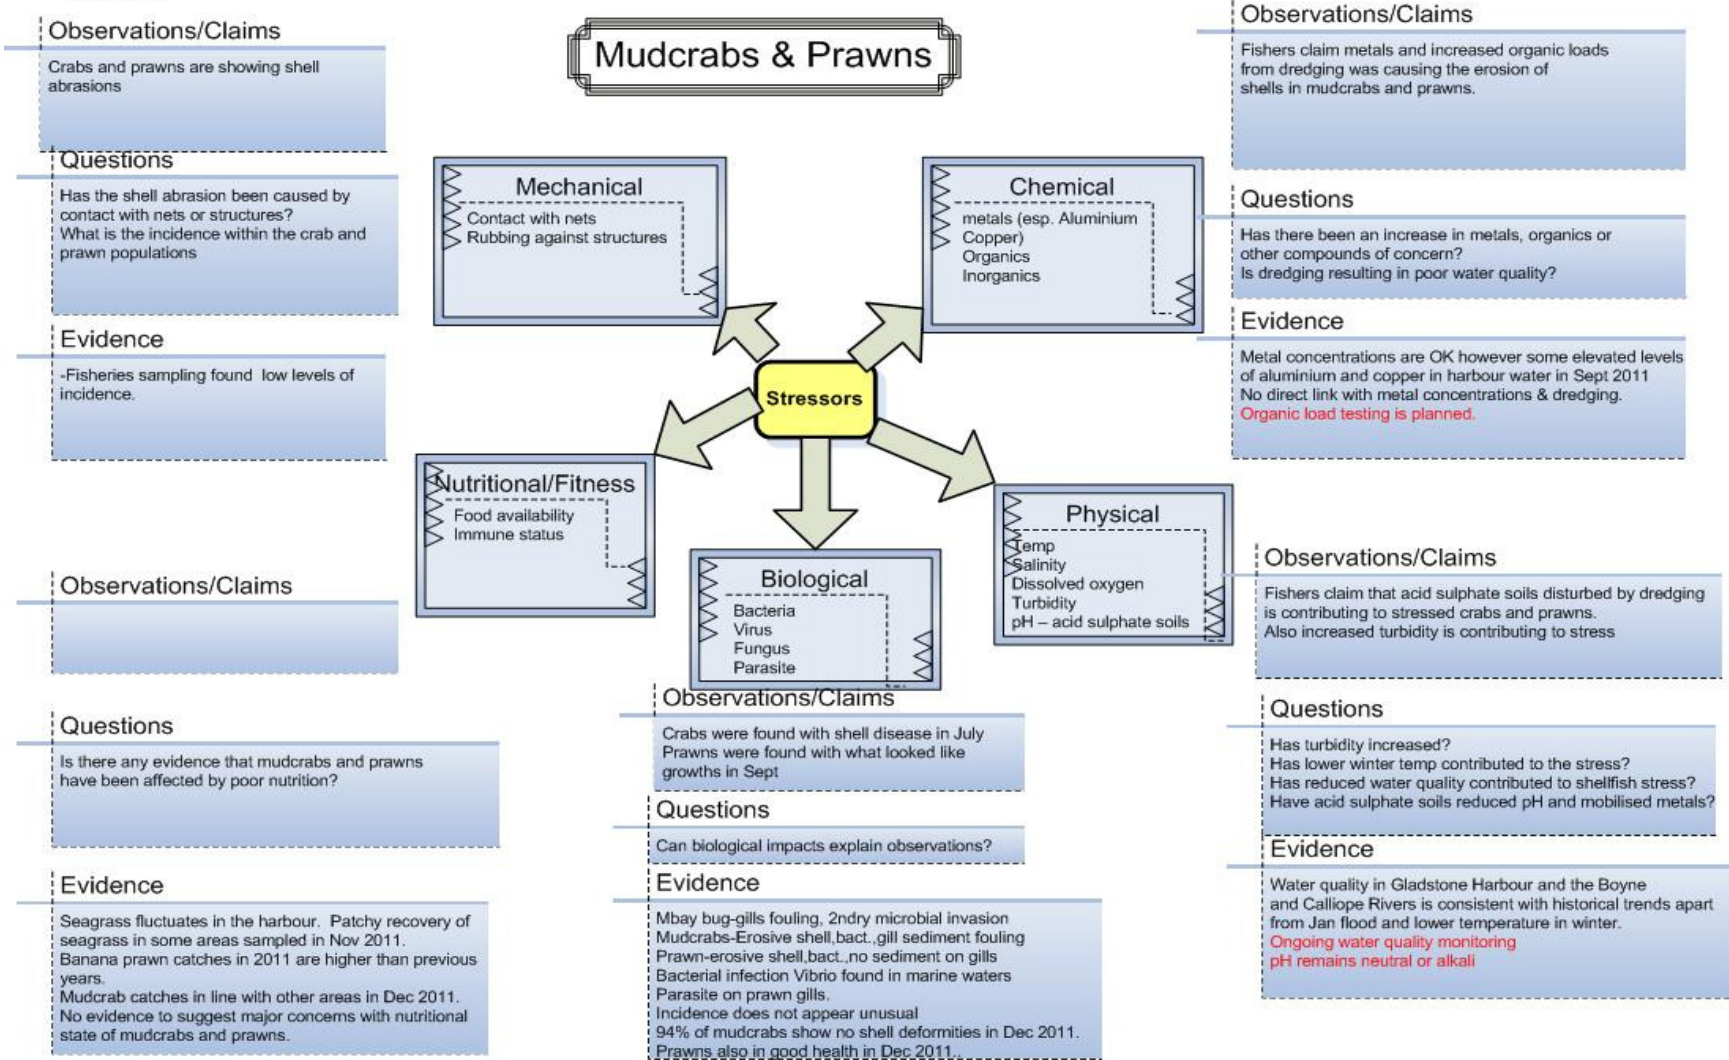 Mudcrabs & Prawns
Observations/Claims
Crabs and prawns are showing shell
abrasions
Questions
Has the shell abrasion been caused by
contact with nets or structures?
What is the incidence within the crab and
prawn populations
Evidence
-Fisheries sampling found low levels of
incidence.
Mechanical
Contact with nets
Rubbing against structures
Chemical
metals (esp. Aluminium
Copper)
Organics
Inorganics
Observations/Claims
Fishers claim metals and increased organic loads
from dredging was causing the erosion of
shells in mudcrabs and prawns.
Questions
Has there been an increase in metals, organics or
other compounds of concern?
Is dredging resulting in poor water quality?
Evidence
Metal concentrations are OK however some elevated levels
of aluminium and copper in harbour water in Sept 2011
No direct link with metal concentrations & dredging.
Organic load testing is planned.
Stressors
Nutritional/Fitness
Food availability
Immune status
Biological
Bacteria
Virus
Fungus
Parasite
Physical
Temp
Salinity
Dissolved oxygen
Turbidity
pH – acid sulphate soils
Observations/Claims
Questions
Is there any evidence that mudcrabs and prawns
have been affected by poor nutrition?
Evidence
Seagrass fluctuates in the harbour. Patchy recovery of
seagrass in some areas sampled in Nov 2011.
Banana prawn catches in 2011 are higher than previous
years.
Mudcrab catches in line with other areas in Dec 2011.
No evidence to suggest major concerns with nutritional
state of mudcrabs and prawns.
Observations/Claims
Crabs were found with shell disease in July
Prawns were found with what looked like
growths in Sept
Questions
Can biological impacts explain observations?
Evidence
Mbay bug-gills fouling, 2ndry microbial invasion
Mudcrabs-Erosive shell,bact.,gill sediment fouling
Prawn-erosive shell,bact.,no sediment on gills
Bacterial infection Vibrio found in marine waters
Parasite on prawn gills.
Incidence does not appear unusual
94% of mudcrabs show no shell deformities in Dec 2011.
Prawns also in good health in Dec 2011..
Observations/Claims
Fishers claim that acid sulphate soils disturbed by dredging
is contributing to stressed crabs and prawns.
Also increased turbidity is contributing to stress
Questions
Has turbidity increased?
Has lower winter temp contributed to the stress?
Has reduced water quality contributed to shellfish stress?
Have acid sulphate soils reduced pH and mobilised metals?
Evidence
Water quality in Gladstone Harbour and the Boyne
and Calliope Rivers is consistent with historical trends apart
from Jan flood and lower temperature in winter.
Ongoing water quality monitoring
pH remains neutral or alkali